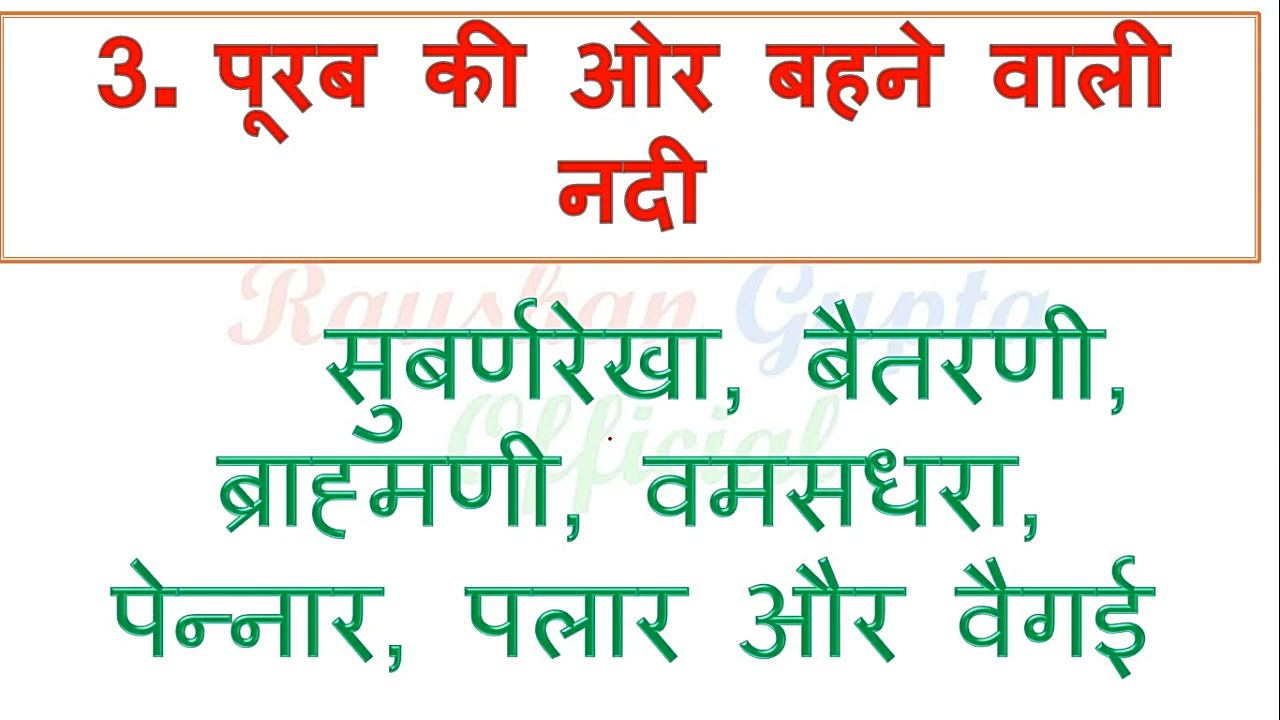 3. पूरब की ओर बहने वाली
नदी
Raushan Gupta
Official
सुबर्णरेखा, बैतरणी,
ब्राह्मणी, वमसधरा,
पेन्नार, पलार और वैगई